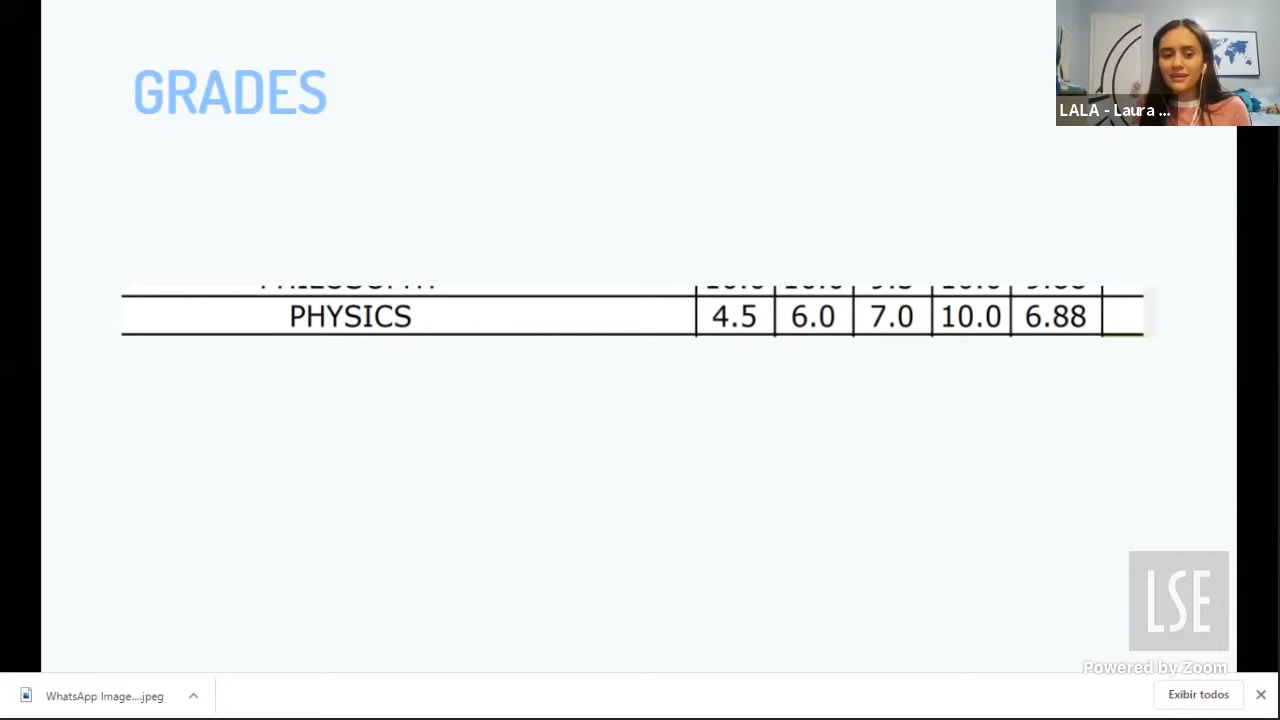 GRADES
LALA - Laura ...
PHYSICS 4.5 6.0 7.0 10.0 6.88
LSE
Powered by Zoom
WhatsApp Image....jpeg
Exibir todos